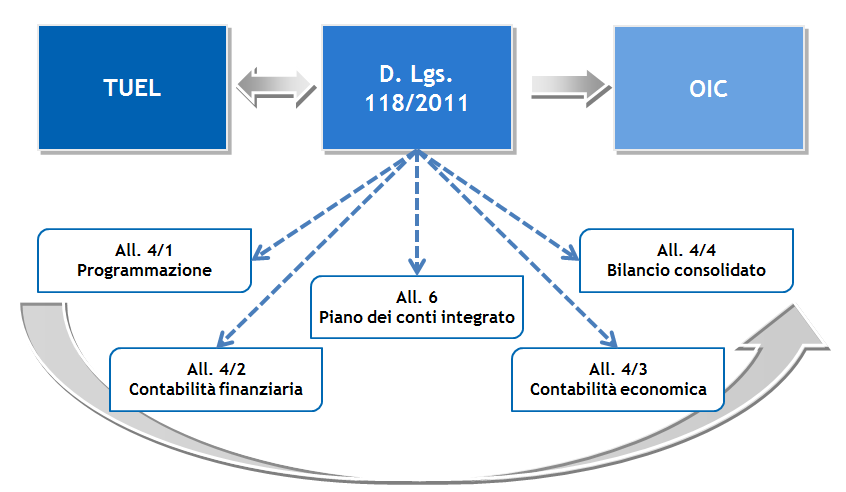 TUEL
D. Lgs.
118/2011
OIC
All. 4/1
Programmazione
All. 4/4
Bilancio consolidato
All. 6
Piano dei conti integrato
All. 4/2
Contabilità finanziaria
All. 4/3
Contabilità economica